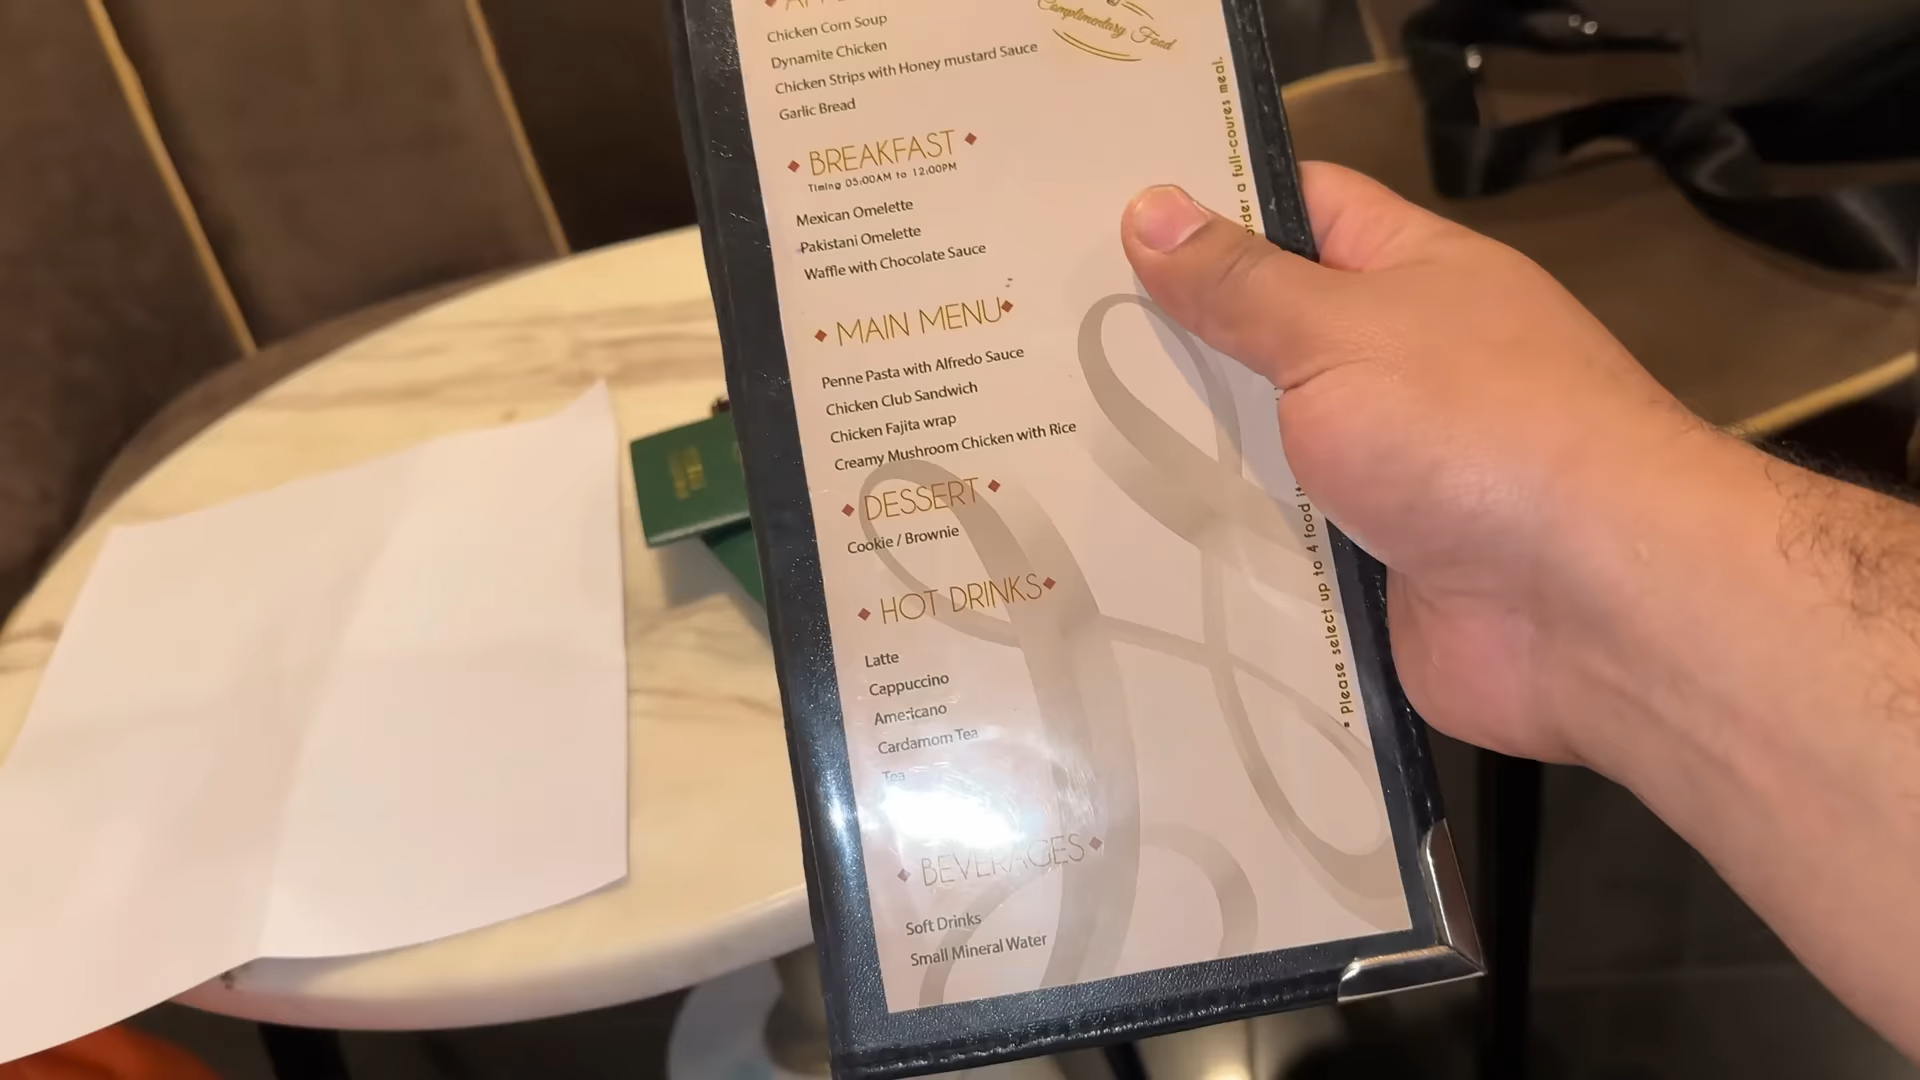 Complimentary Food
Chicken Corn Soup
Dynamite Chicken
Chicken Strips with Honey mustard Sauce
Garlic Bread
BREAKFAST
Timing 05:00AM to 12:00PM
Mexican Omelette
Pakistani Omelette
Waffle with Chocolate Sauce
MAIN MENU
Penne Pasta with Alfredo Sauce
Chicken Club Sandwich
Chicken Fajita wrap
Creamy Mushroom Chicken with Rice
DESSERT
Cookie / Brownie
HOT DRINKS
Latte
Cappuccino
Americano
Cardamom Tea
Tea
BEVERAGES
Soft Drinks
Small Mineral Water
* Please select up to 4 food a full-coures meal.